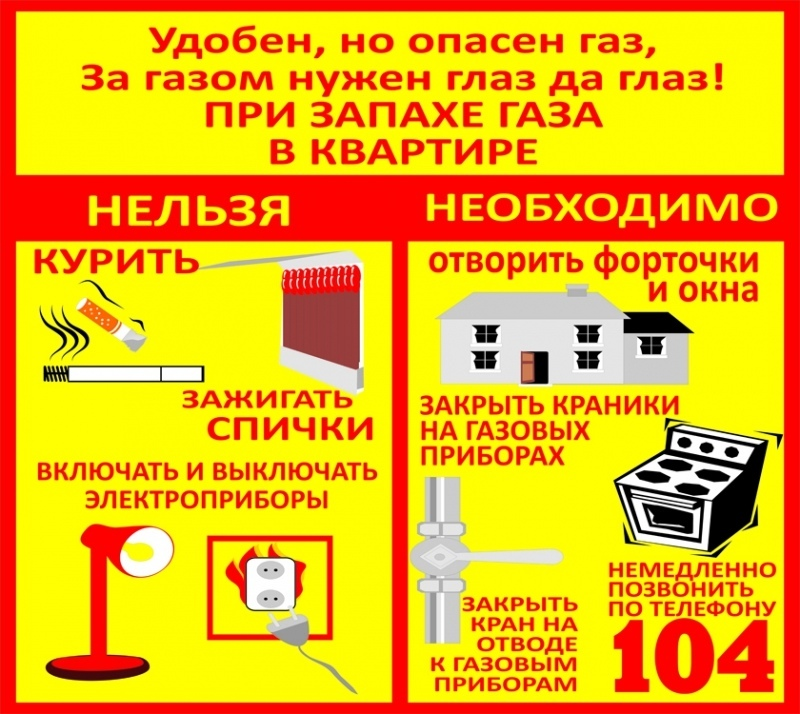 Удобен, но опасен газ,
За газом нужен глаз да глаз!
ПРИ ЗАПАХЕ ГАЗА
В КВАРТИРЕ
НЕЛЬЗЯ
КУРИТЬ
ЗАЖИГАТЬ
СПИЧКИ
ВКЛЮЧАТЬ И ВЫКЛЮЧАТЬ
ЭЛЕКТРОПРИБОРЫ
НЕОБХОДИМО
ОТВОРИТЬ ФОРТОЧКИ
И ОКНА
ЗАКРЫТЬ КРАНИКИ
НА ГАЗОВЫХ
ПРИБОРАХ
ЗАКРЫТЬ
КРАН НА
ОТВОДЕ
К ГАЗОВЫМ
ПРИБОРАМ
НЕМЕДЛЕННО
ПОЗВОНИТЬ
ПО ТЕЛЕФОНУ
104